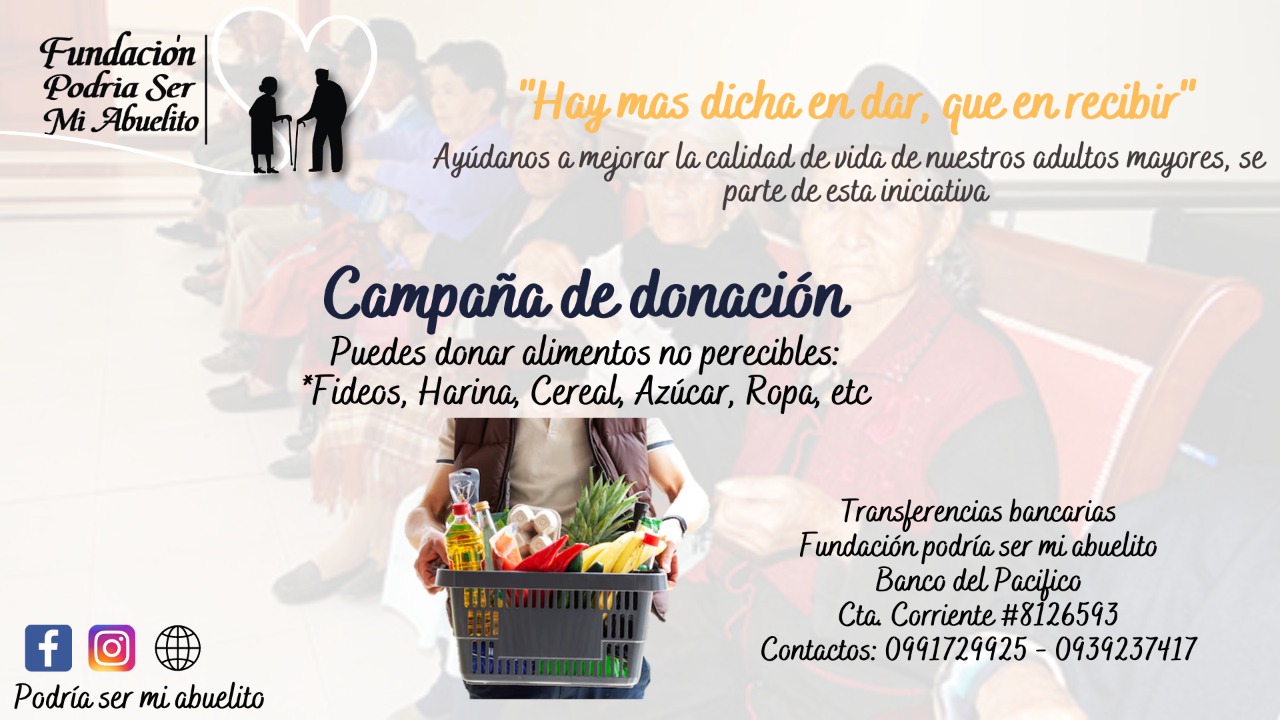 Fundación
Podria Ser
Mi Abuelito
"Hay mas dicha en dar, que en recibir"
Ayúdanos a mejorar la calidad de vida de nuestros adultos mayores, se
parte de esta iniciativa
Campaña de donación
Puedes donar alimentos no perecibles:
*Fideos, Harina, Cereal, Azúcar, Ropa, etc
Transferencias bancarias
Fundación podría ser mi abuelito
Banco del Pacifico
Cta. Corriente #8126593
Contactos: 0991729925 - 0939237417
Podría ser mi abuelito